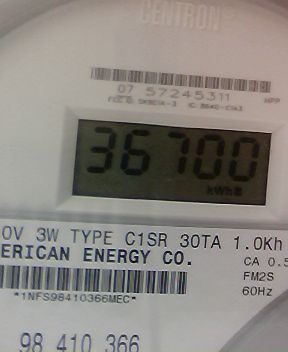 CENTRON
07 57245311
36700
kWh
0V 3W TYPE C1SR 30TA 1.0Kh
ERICAN ENERGY CO.
CA 0.5
FM2S
*1NFS98410366MEC*
60Hz
98 410 366